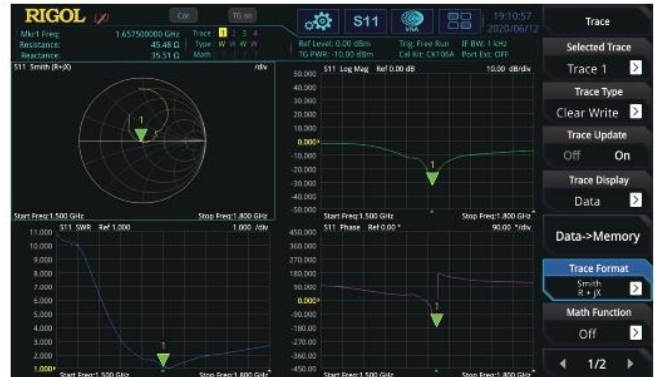 RIGOL
Cor
TG on
S11
VNA
19:10:57
2020/06/12
Mkr1 Freq: 1.657500000 GHz
Resistance: 45.48 Ω
Reactance: 35.51 Ω
Trace: 1 2 3 4
Type: W W W W
Math:
Ref Level: 0.00 dBm Trig: Free Run IF BW: 1 kHz
TG PWR: -10.00 dBm Cal Kit: CK106A Port Ext: OFF
S11 Smith (R+jX) /div
1
Start Freq:1.500 GHz Stop Freq:1.800 GHz
S11 Log Mag Ref 0.00 dB 10.00 dB/div
50.000
40.000
30.000
20.000
10.000
0.000
-10.000
-20.000
-30.000
-40.000
-50.000
1
Start Freq:1.500 GHz Stop Freq:1.800 GHz
S11 SWR Ref 1.000 1.000 /div
11.000
10.000
9.000
8.000
7.000
6.000
5.000
4.000
3.000
2.000
1.000
1
Start Freq:1.500 GHz Stop Freq:1.800 GHz
S11 Phase Ref 0.00 ° 90.00 °/div
450.00
360.00
270.00
180.00
90.000
0.000
-90.00
-180.00
-270.00
-360.00
-450.00
1
Start Freq:1.500 GHz Stop Freq:1.800 GHz
Trace
Selected Trace
Trace 1
Trace Type
Clear Write
Trace Update
Off On
Trace Display
Data
Data->Memory
Trace Format
Smith
R + jX
Math Function
Off
1/2